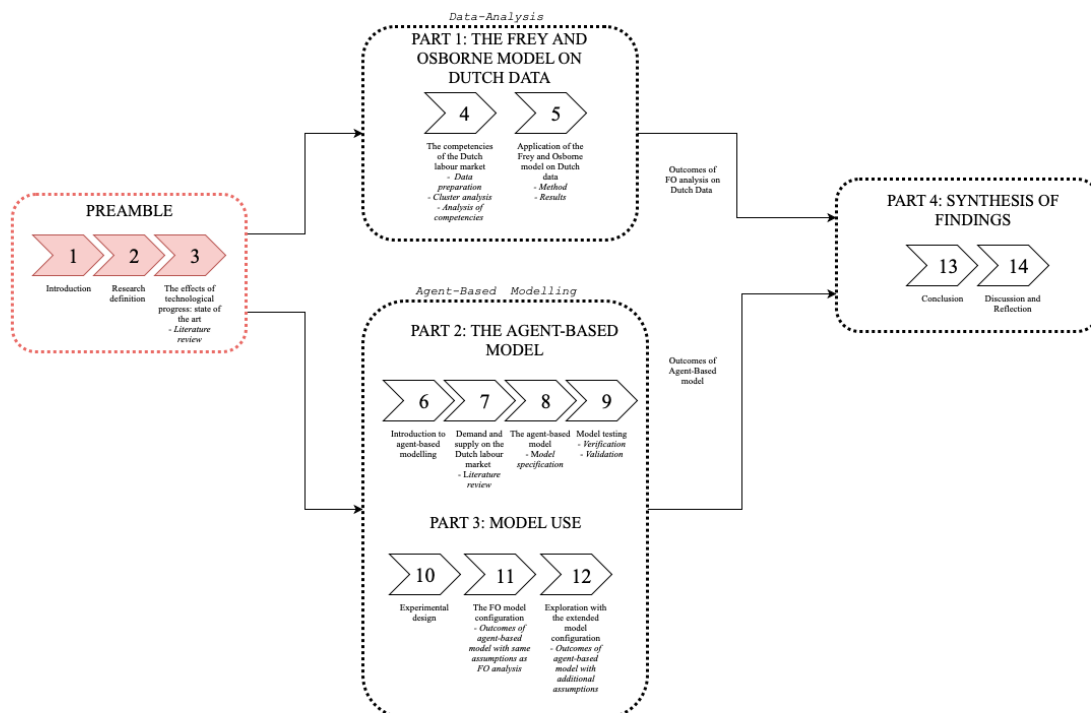 Data-Analysis
PART 1: THE FREY AND
OSBORNE MODEL ON
DUTCH DATA
4
5
The competencies
of the Dutch
labour market
- Data
preparation
- Cluster analysis
- Analysis of
competencies
Application of the
Frey and Osborne
model on Dutch
data
- Method
- Results
PREAMBLE
1
2
3
Introduction
Research
definition
The effects of
technological
progress: state of
the art
- Literature
review
Outcomes
of FO analysis on
Dutch Data
PART 4: SYNTHESIS OF
FINDINGS
13
14
Conclusion
Discussion and
Reflection
Agent-Based Modelling
PART 2: THE AGENT-BASED
MODEL
6
7
8
9
Introduction to
agent-based
modelling
Demand and
supply on the
Dutch labour
market
- Literature
review
The agent-based
model
- Model
specification
Model testing
- Verification
- Validation
Outcomes of
Agent-Based
model
PART 3: MODEL USE
10
11
12
Experimental
design
The FO model
configuration
- Outcomes of
agent-based
model with same
assumptions as
FO analysis
Exploration with
the extended
model
configuration
- Outcomes of
agent-based
model with
additional
assumptions